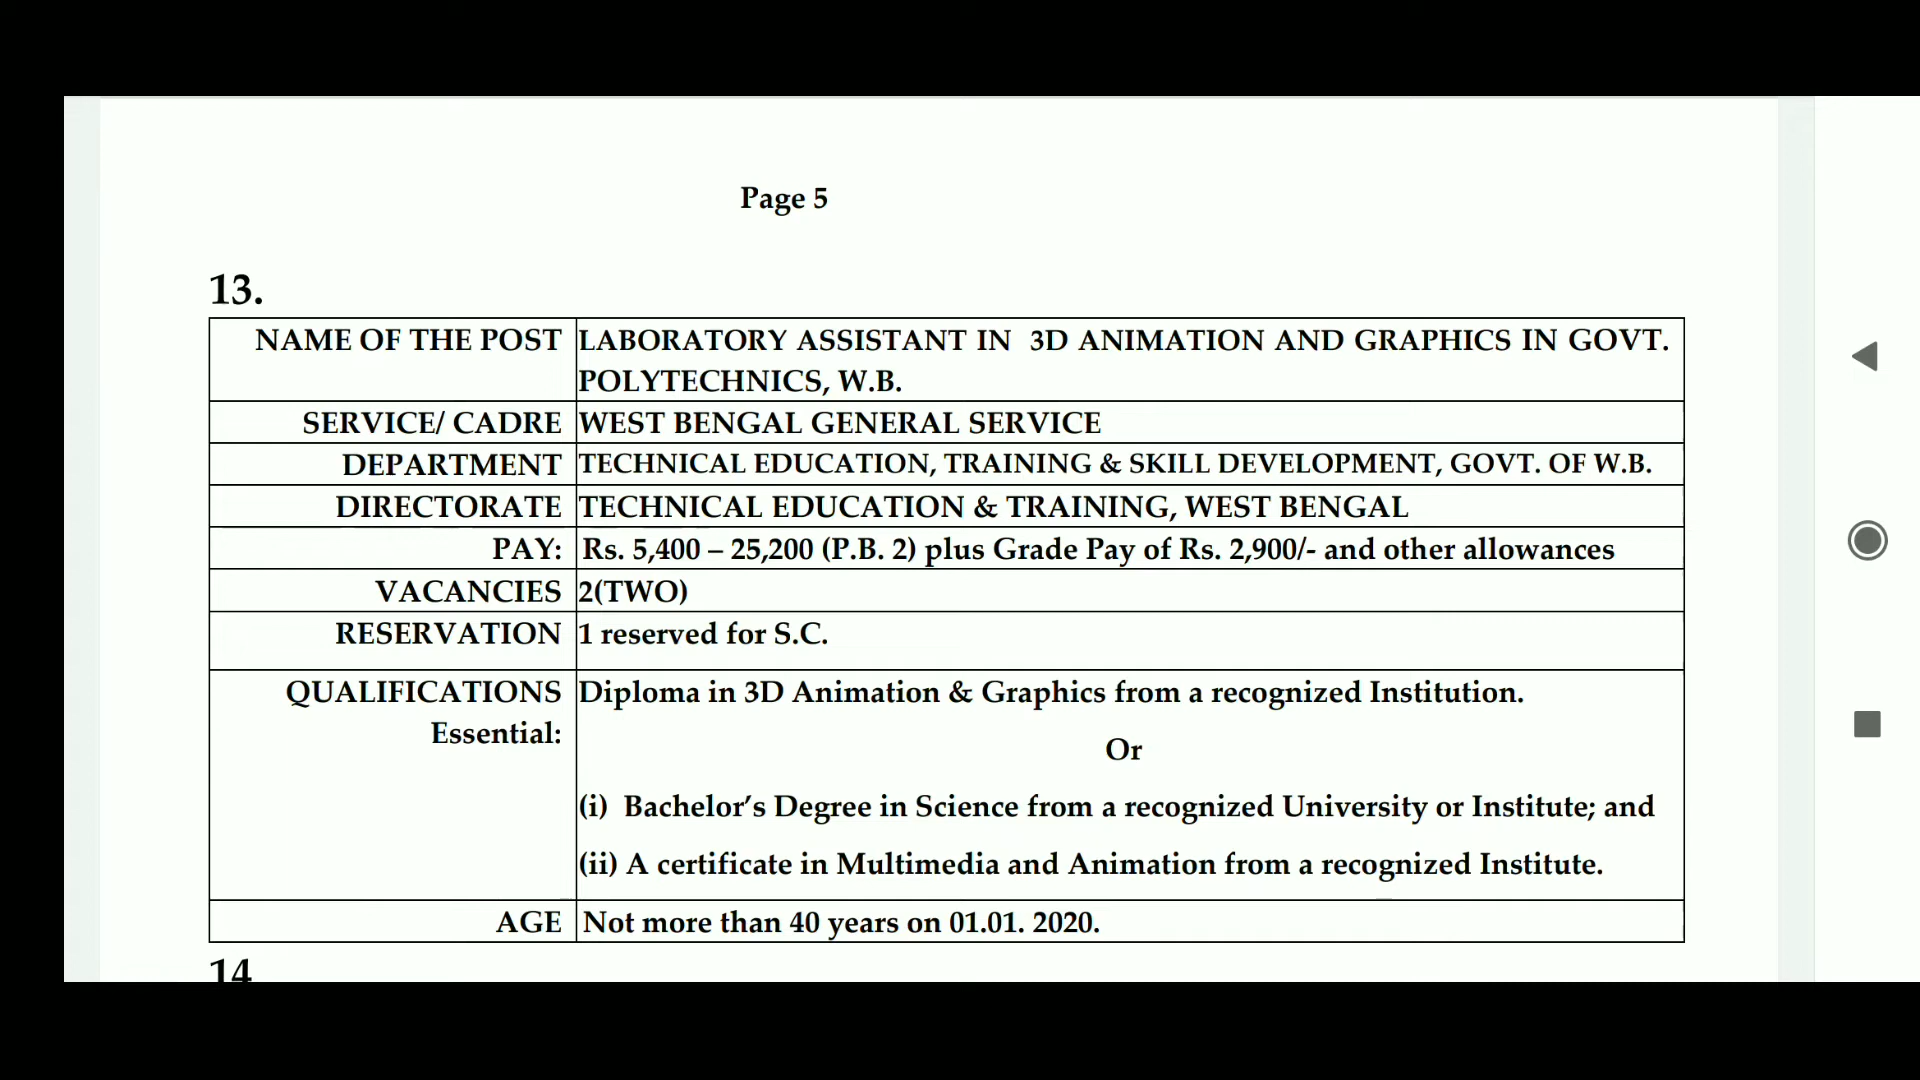 Page 5
13.
NAME OF THE POST LABORATORY ASSISTANT IN 3D ANIMATION AND GRAPHICS IN GOVT.
POLYTECHNICS, W.B.
SERVICE/ CADRE WEST BENGAL GENERAL SERVICE
DEPARTMENT TECHNICAL EDUCATION, TRAINING & SKILL DEVELOPMENT, GOVT. OF W.B.
DIRECTORATE TECHNICAL EDUCATION & TRAINING, WEST BENGAL
PAY: Rs. 5,400 – 25,200 (P.B. 2) plus Grade Pay of Rs. 2,900/- and other allowances
VACANCIES 2(TWO)
RESERVATION 1 reserved for S.C.
QUALIFICATIONS Diploma in 3D Animation & Graphics from a recognized Institution.
Essential:
Or
(i) Bachelor’s Degree in Science from a recognized University or Institute; and
(ii) A certificate in Multimedia and Animation from a recognized Institute.
AGE Not more than 40 years on 01.01. 2020.
14